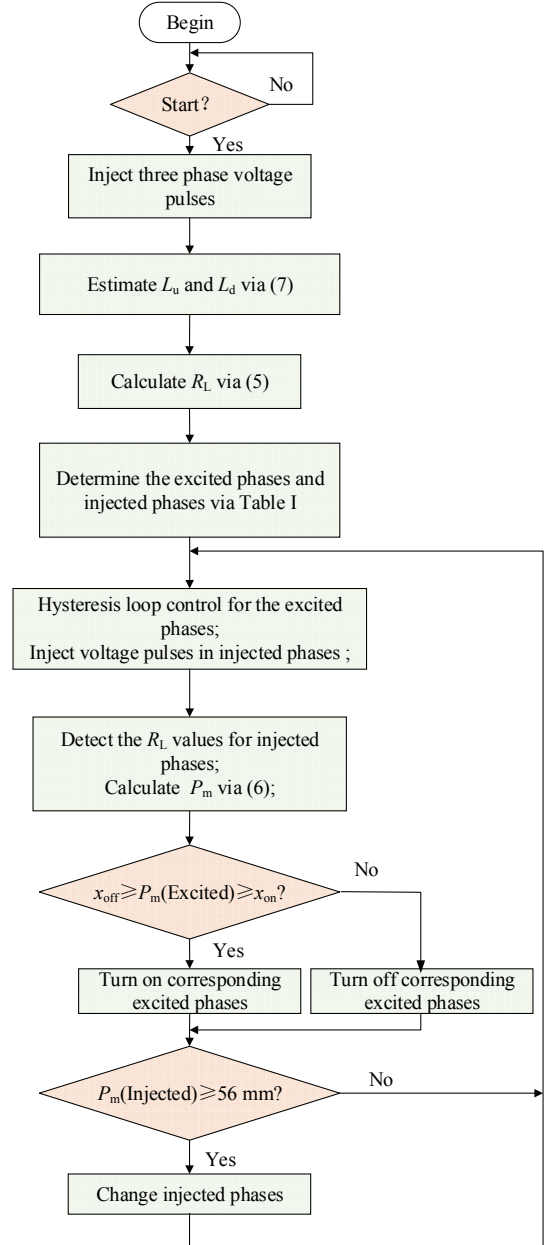 Begin
No
Start?
Yes
Inject three phase voltage
pulses
Estimate Lu and Ld via (7)
Calculate RL via (5)
Determine the excited phases and
injected phases via Table I
Hysteresis loop control for the excited
phases;
Inject voltage pulses in injected phases ;
Detect the RL values for injected
phases;
Calculate Pm via (6);
No
xoff≥Pm(Excited)≥xon?
Yes
Turn on corresponding
excited phases
Turn off corresponding
excited phases
Pm(Injected)≥56 mm?
No
Yes
Change injected phases